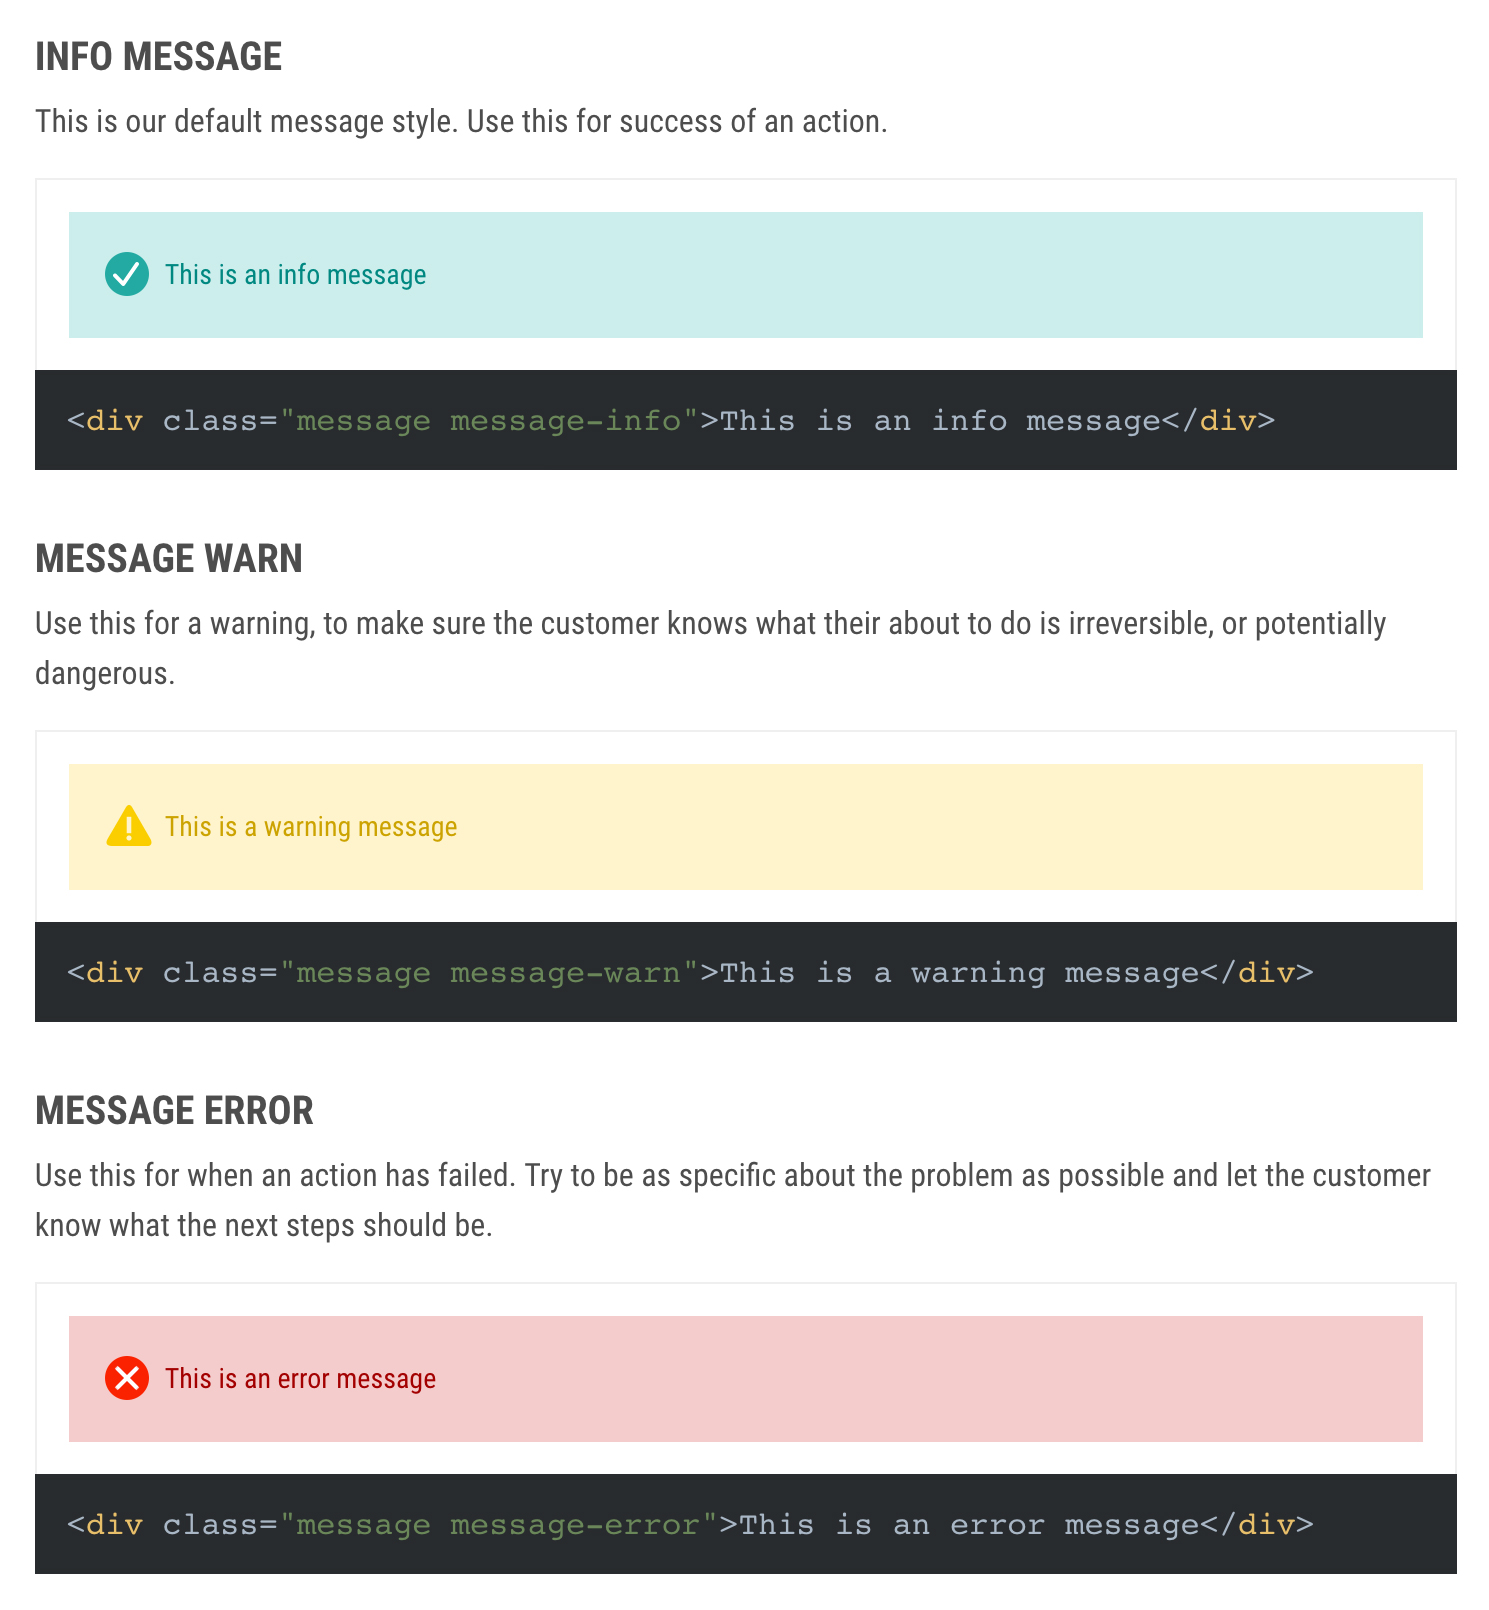 INFO MESSAGE
This is our default message style. Use this for success of an action.
This is an info message
<div class="message message-info">This is an info message</div>
MESSAGE WARN
Use this for a warning, to make sure the customer knows what their about to do is irreversible, or potentially
dangerous.
This is a warning message
<div class="message message-warn">This is a warning message</div>
MESSAGE ERROR
Use this for when an action has failed. Try to be as specific about the problem as possible and let the customer
know what the next steps should be.
This is an error message
<div class="message message-error">This is an error message</div>